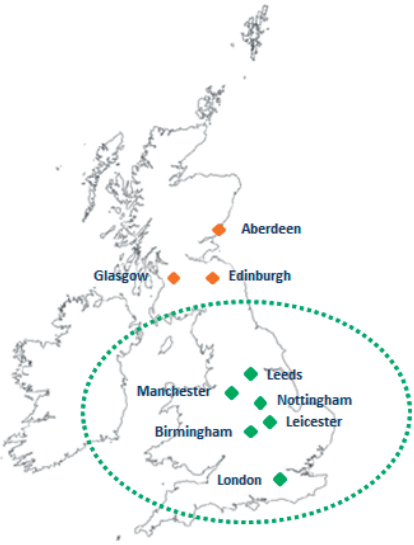 Aberdeen
Glasgow
Edinburgh
Leeds
Manchester
Nottingham
Leicester
Birmingham
London